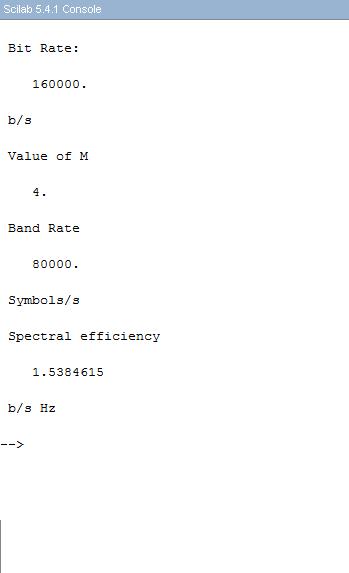 Scilab 5.4.1 Console
Bit Rate:
160000.
b/s
Value of M
4.
Band Rate
80000.
Symbols/s
Spectral efficiency
1.5384615
b/s Hz
-->